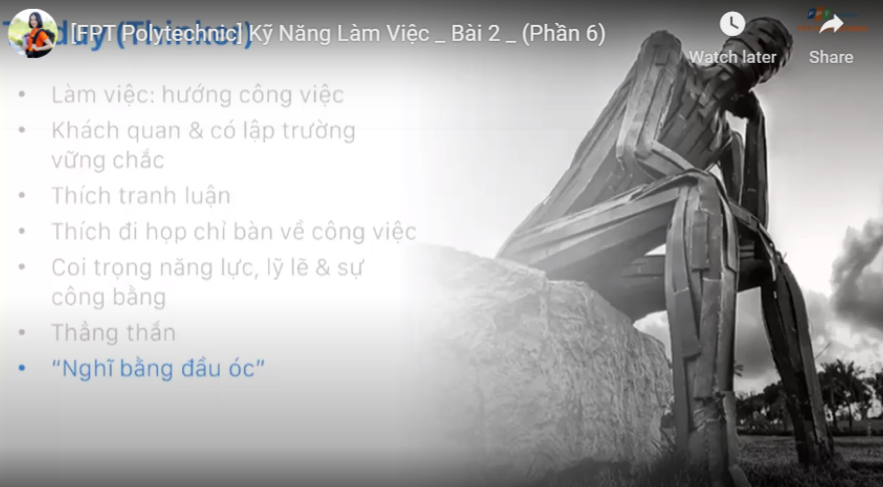 [FPT Polytechnic] Kỹ Năng Làm Việc _ Bài 2 _ (Phần 6)
(Thinker)
Watch later
Share
• Làm việc: hướng công việc
• Khách quan & có lập trường
vững chắc
• Thích tranh luận
• Thích đi họp chỉ bàn về công việc
• Coi trọng năng lực, lý lẽ & sự
công bằng
• Thẳng thắn
• “Nghĩ bằng đầu óc”